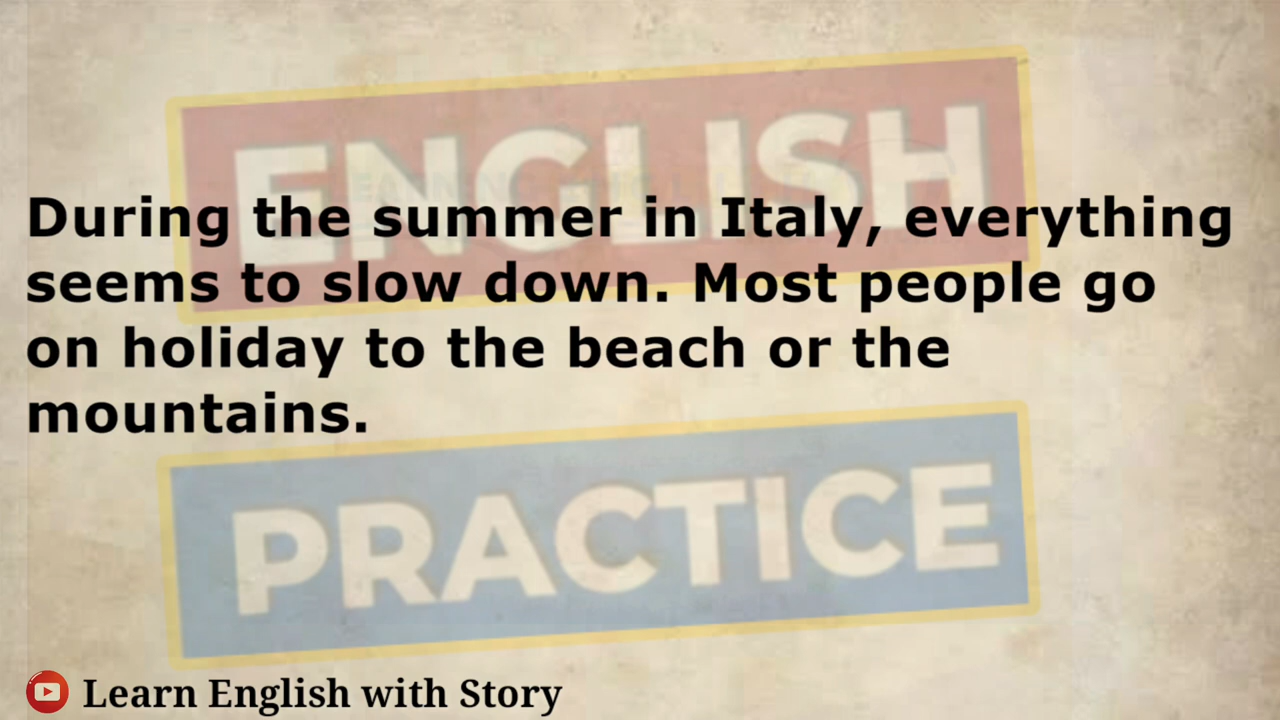 ENGLISH
During the summer in Italy, everything
seems to slow down. Most people go
on holiday to the beach or the
mountains.
PRACTICE
Learn English with Story